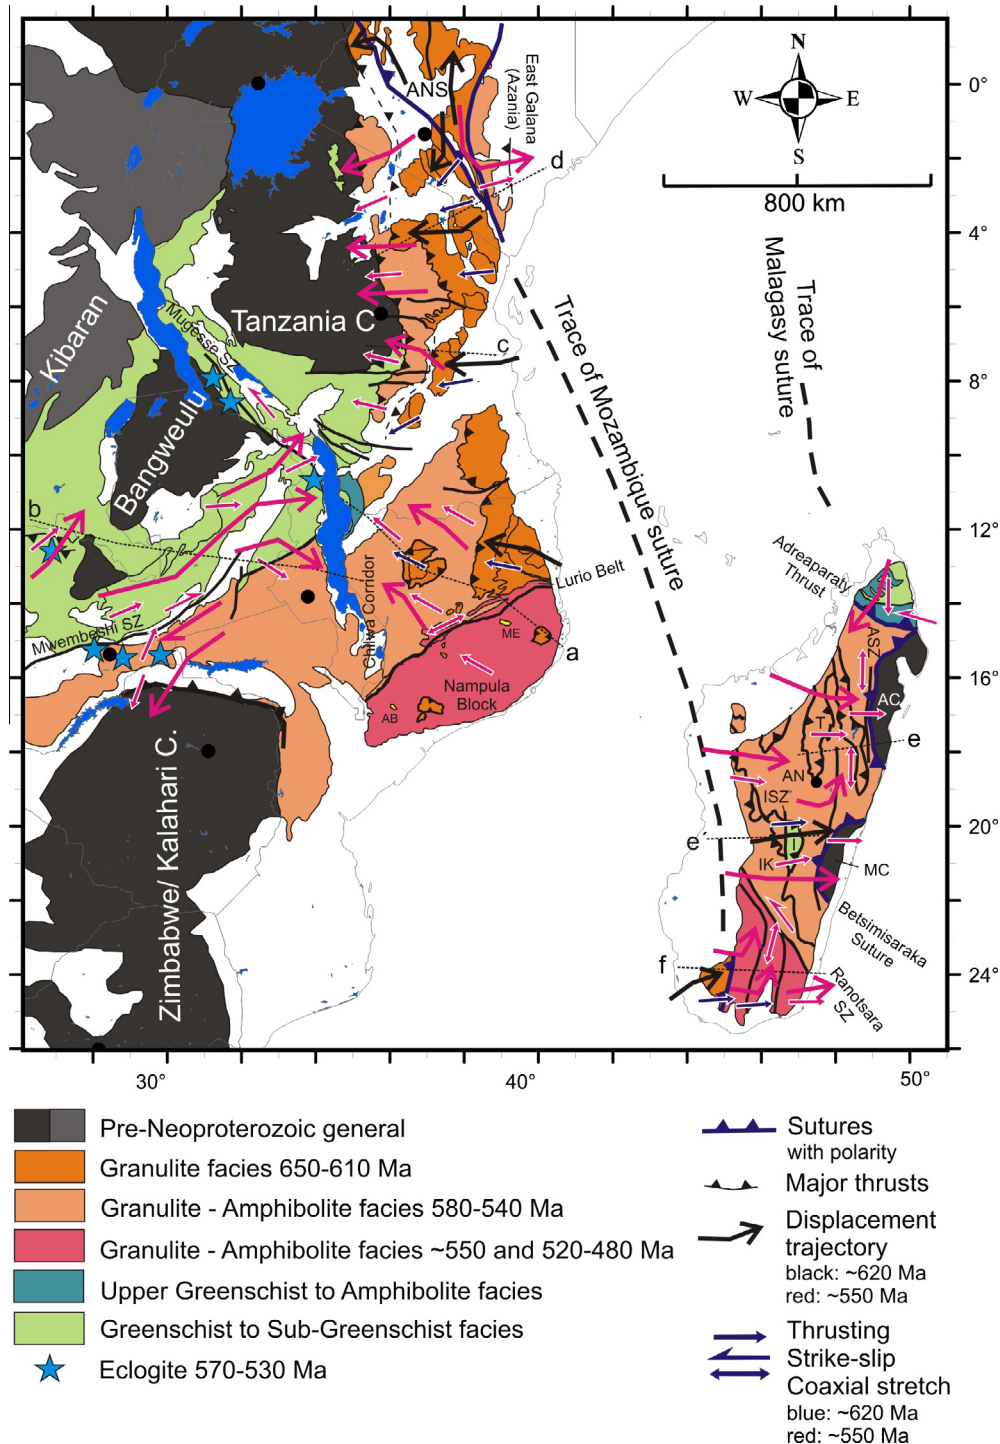 N
W
E
S
800 km
0°
4°
8°
12°
16°
20°
24°
30°
40°
50°
ANS
East Galana
(Azania)
d
Kibaran
Mugesse SZ
Tanzania C
c
Bangweulu
b
Trace of Mozambique suture
Trace of
Malagasy suture
Lurio Belt
Chilwa Corridor
Mwembeshi SZ
ME
a
Nampula
Block
AB
Zimbabwe/ Kalahari C.
Adreaparaty
Thrust
ASZ
AC
T
e
AN
ISZ
e´
I
IK
MC
Betsimisaraka
Suture
f
Ranotsara
SZ
Pre-Neoproterozoic general
Granulite facies 650-610 Ma
Granulite - Amphibolite facies 580-540 Ma
Granulite - Amphibolite facies ~550 and 520-480 Ma
Upper Greenschist to Amphibolite facies
Greenschist to Sub-Greenschist facies
Eclogite 570-530 Ma
Sutures
with polarity
Major thrusts
Displacement
trajectory
black: ~620 Ma
red: ~550 Ma
Thrusting
Strike-slip
Coaxial stretch
blue: ~620 Ma
red: ~550 Ma